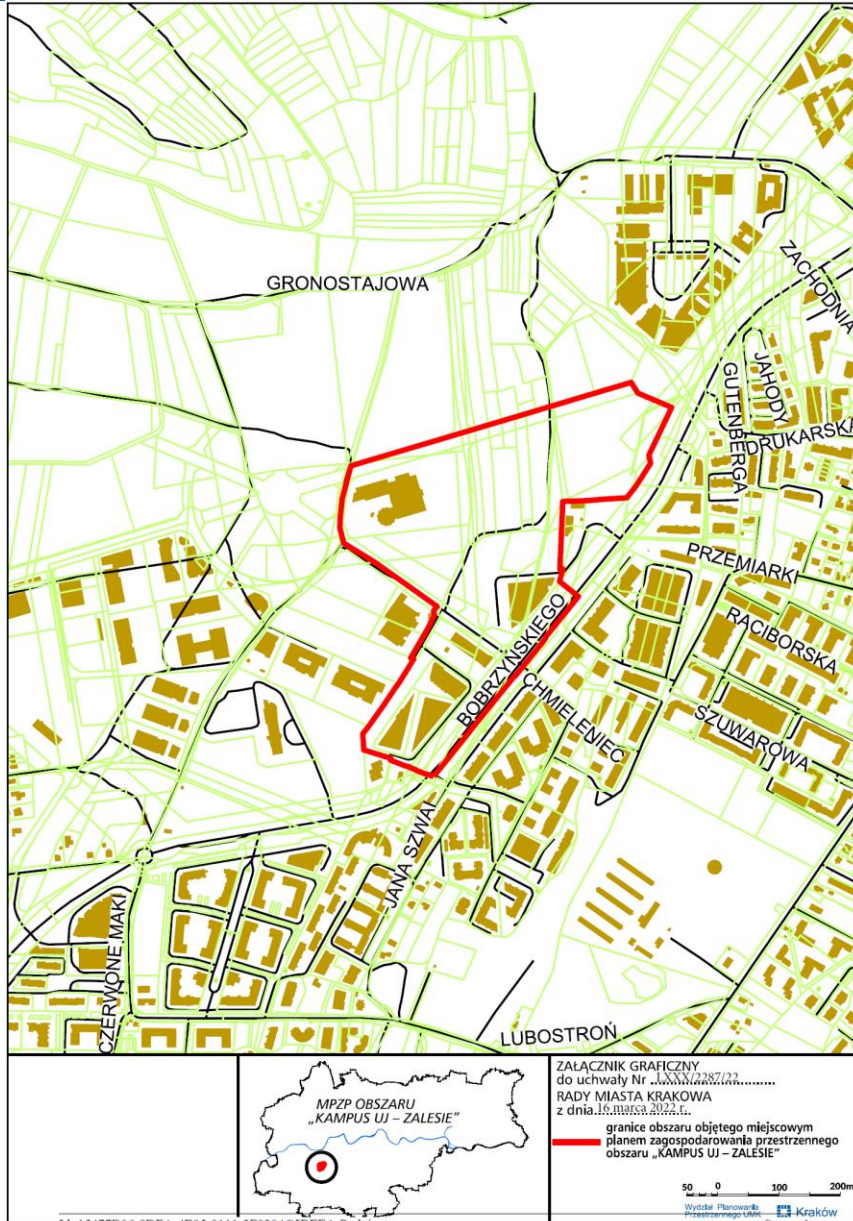 GRONOSTAJOWA
ZACHODNIA
JAHODY
GUTENBERGA
DRUKARSKA
PRZEMIARKI
RACIBORSKA
BOBRZYŃSKIEGO
CHMIELENIEC
SZUWAROWA
JANA SZWAI
CZERWONE MAKI
LUBOSTROŃ
MPZP OBSZARU
„KAMPUS UJ – ZALESIE”
ZAŁĄCZNIK GRAFICZNY
do uchwały Nr LXXX/2287/22
RADY MIASTA KRAKOWA
z dnia 16 marca 2022 r.
granice obszaru objętego miejscowym
planem zagospodarowania przestrzennego
obszaru „KAMPUS UJ – ZALESIE”
50 0 100 200m
Wydział Planowania
Przestrzennego UMK
Kraków